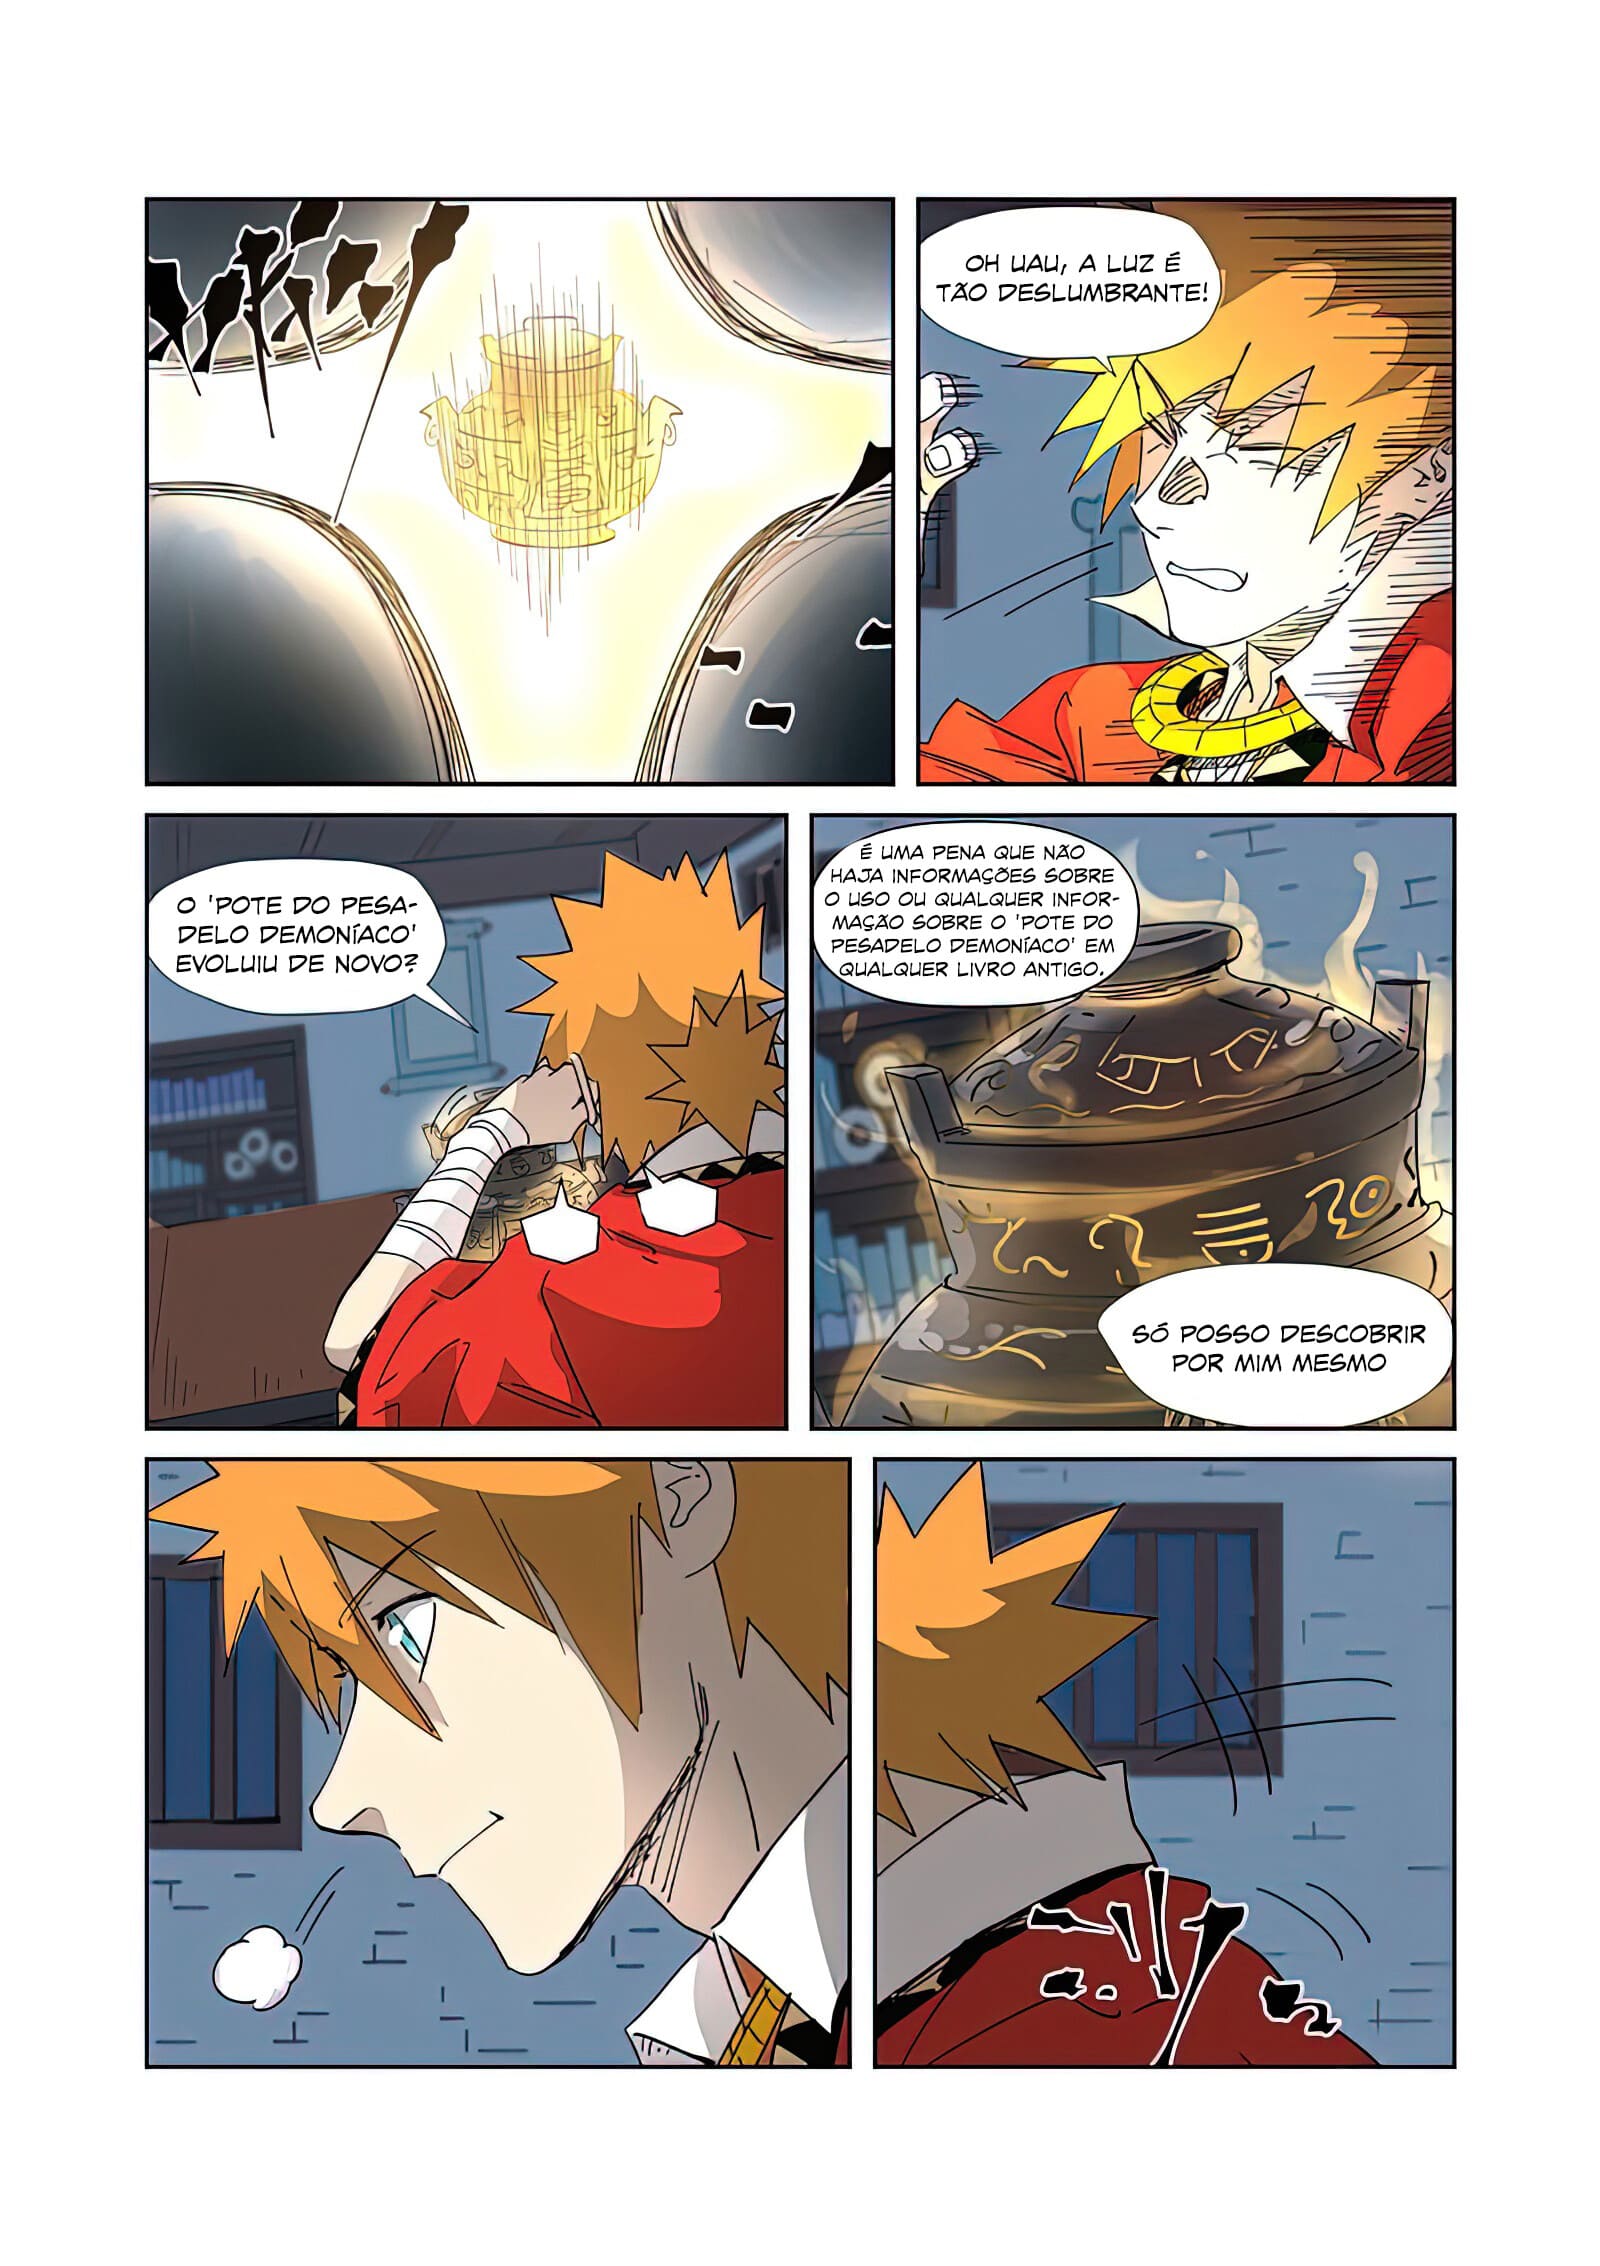 OH UAU, A LUZ É
TÃO DESLUMBRANTE!
O 'POTE DO PESA-
DELO DEMONÍACO'
EVOLUIU DE NOVO?
É UMA PENA QUE NÃO
HAJA INFORMAÇÕES SOBRE
O USO OU QUALQUER INFOR-
MAÇÃO SOBRE O 'POTE DO
PESADELO DEMONÍACO' EM
QUALQUER LIVRO ANTIGO.
SÓ POSSO DESCOBRIR
POR MIM MESMO